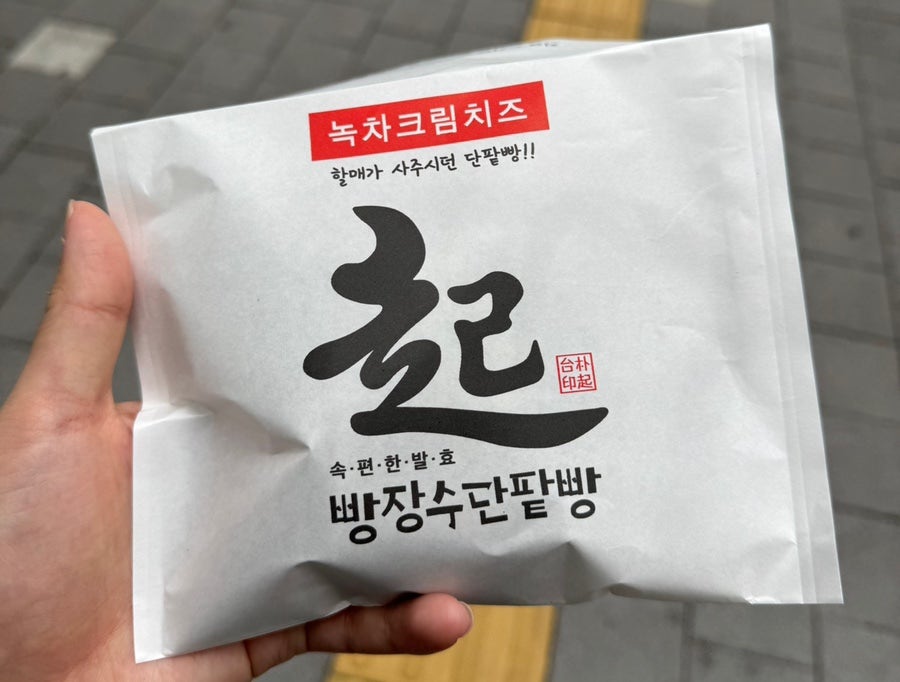 녹차크림치즈
할매가 사주시던 단팥빵!!
起
朴起
台印
속·편·한·발·효
빵장수단팥빵